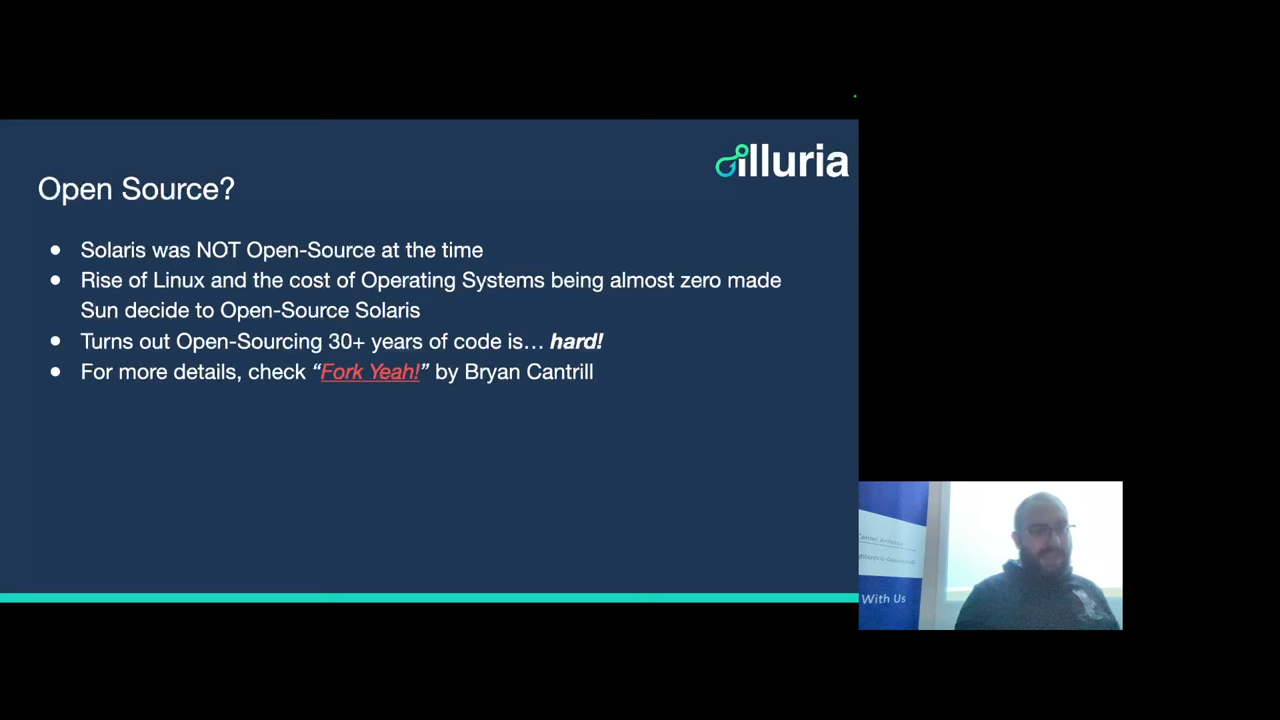 illuria
Open Source?
● Solaris was NOT Open-Source at the time
● Rise of Linux and the cost of Operating Systems being almost zero made
Sun decide to Open-Source Solaris
● Turns out Open-Sourcing 30+ years of code is… hard!
● For more details, check “Fork Yeah!” by Bryan Cantrill
Center
With Us